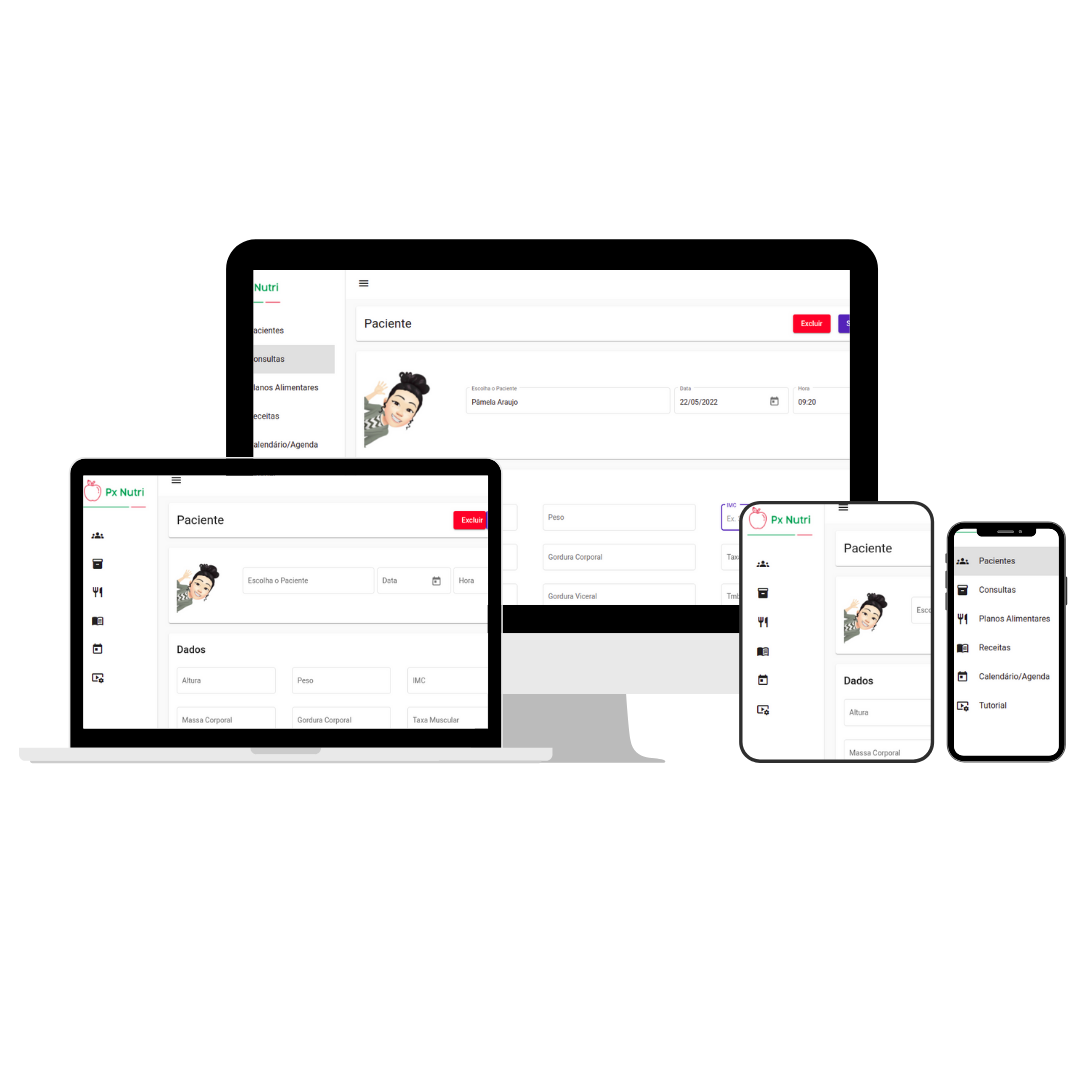 Nutri
Paciente
Excluir
S
acientes
onsultas
lanos Alimentares
eceitas
alendário/Agenda
Escolha o Paciente
Pâmela Araujo
Data
22/05/2022
Hora
09:20
Peso
IMC
Ex.
Gordura Corporal
Taxa
Gordura Viceral
Tmb
Px Nutri
Paciente
Excluir
Escolha o Paciente
Data
Hora
Dados
Altura
Peso
IMC
Massa Corporal
Gordura Corporal
Taxa Muscular
Px Nutri
Paciente
Esco
Dados
Altura
Massa Corporal
Pacientes
Consultas
Planos Alimentares
Receitas
Calendário/Agenda
Tutorial